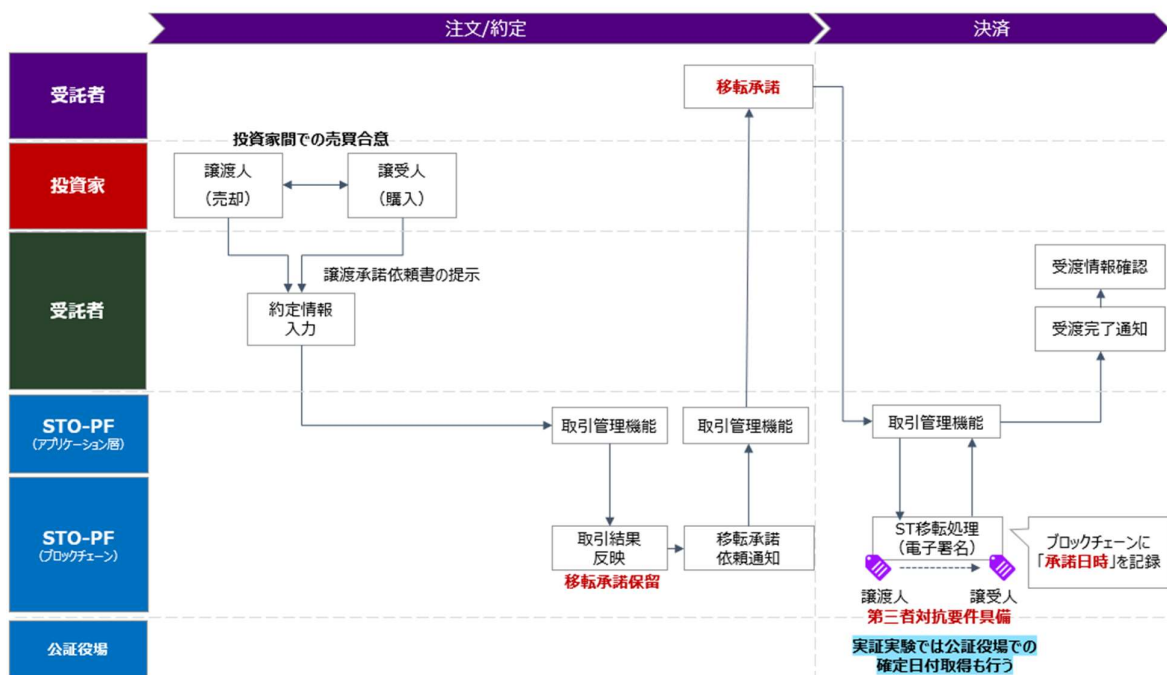 注文/約定
決済
受託者
移転承諾
投資家間での売買合意
投資家
譲渡人
(売却)
譲受人
(購入)
譲渡承諾依頼書の提示
受託者
約定情報
入力
受渡情報確認
受渡完了通知
STO-PF
(アプリケーション層)
取引管理機能
取引管理機能
取引管理機能
STO-PF
(ブロックチェーン)
取引結果
反映
移転承諾保留
移転承諾
依頼通知
ST移転処理
(電子署名)
ブロックチェーンに
「承諾日時」を記録
譲渡人
譲受人
第三者対抗要件具備
公証役場
実証実験では公証役場での
確定日付取得も行う